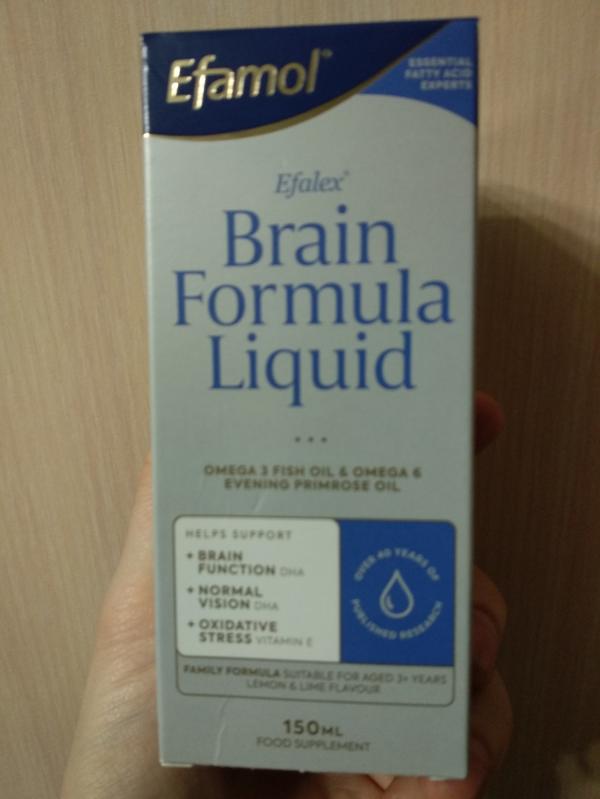 Efamol®
ESSENTIAL
FATTY ACID
EXPERTS
Efalex®
Brain
Formula
Liquid
OMEGA 3 FISH OIL & OMEGA 6
EVENING PRIMROSE OIL
HELPS SUPPORT
+ BRAIN
FUNCTION DHA
+ NORMAL
VISION DHA
+ OXIDATIVE
STRESS VITAMIN E
OVER 40 YEARS OF
PUBLISHED RESEARCH
FAMILY FORMULA SUITABLE FOR AGED 3+ YEARS
LEMON & LIME FLAVOUR
150ML
FOOD SUPPLEMENT